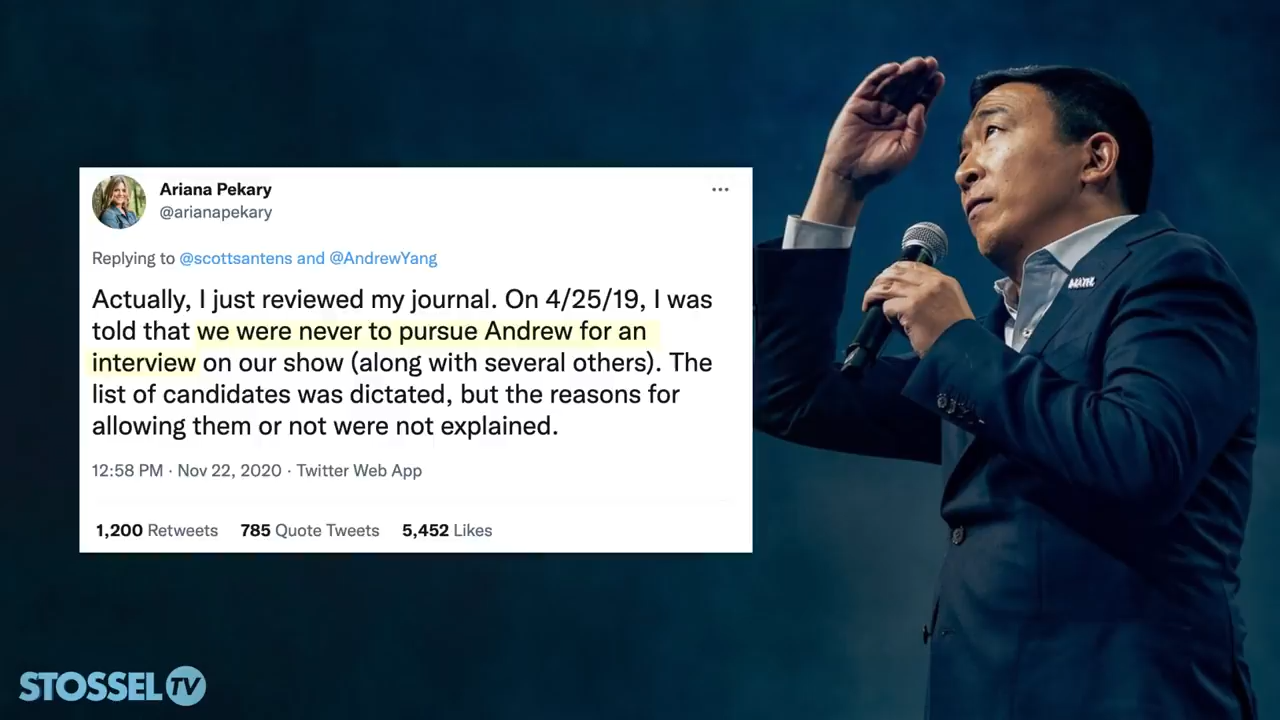 Ariana Pekary
@arianapekary
Replying to @scottsantens and @AndrewYang
Actually, I just reviewed my journal. On 4/25/19, I was
told that we were never to pursue Andrew for an
interview on our show (along with several others). The
list of candidates was dictated, but the reasons for
allowing them or not were not explained.
12:58 PM · Nov 22, 2020 · Twitter Web App
1,200 Retweets 785 Quote Tweets 5,452 Likes
MATH
STOSSEL TV